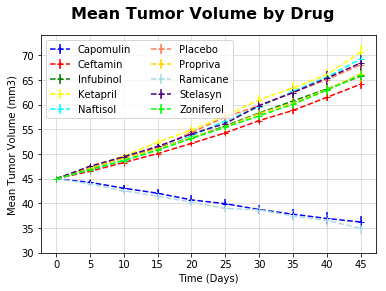 Mean Tumor Volume by Drug
Capomulin
Ceftamin
Infubinol
Ketapril
Naftisol
Placebo
Propriva
Ramicane
Stelasyn
Zoniferol
Mean Tumor Volume (mm3)
70
65
60
55
50
45
40
35
30
0 5 10 15 20 25 30 35 40 45
Time (Days)